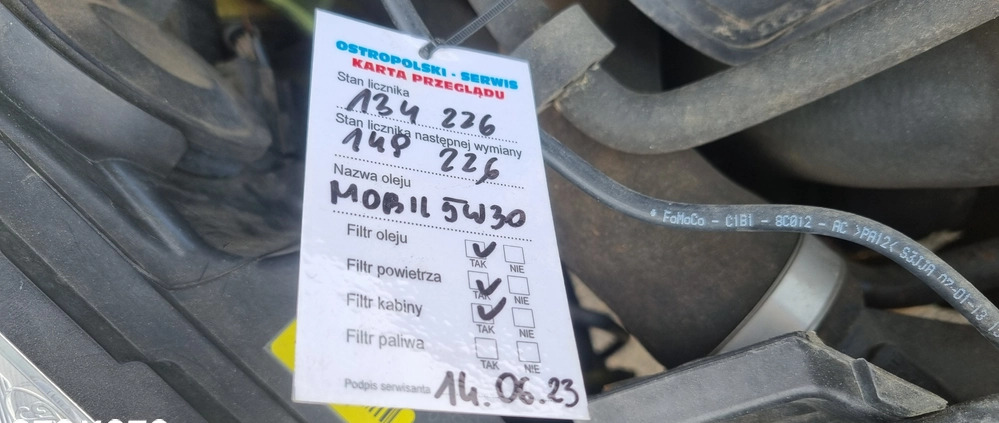 OSTROPOLSKI - SERWIS
KARTA PRZEGLĄDU
Stan licznika
134 226
Stan licznika następnej wymiany
149 226
Nazwa oleju
MOBIL 5W30
Filtr oleju
TAK NIE
Filtr powietrza
TAK NIE
Filtr kabiny
TAK NIE
Filtr paliwa
TAK NIE
Podpis serwisanta 14.06.23
FoMoCo - C1B1 - 8C012 - AC >PA12<